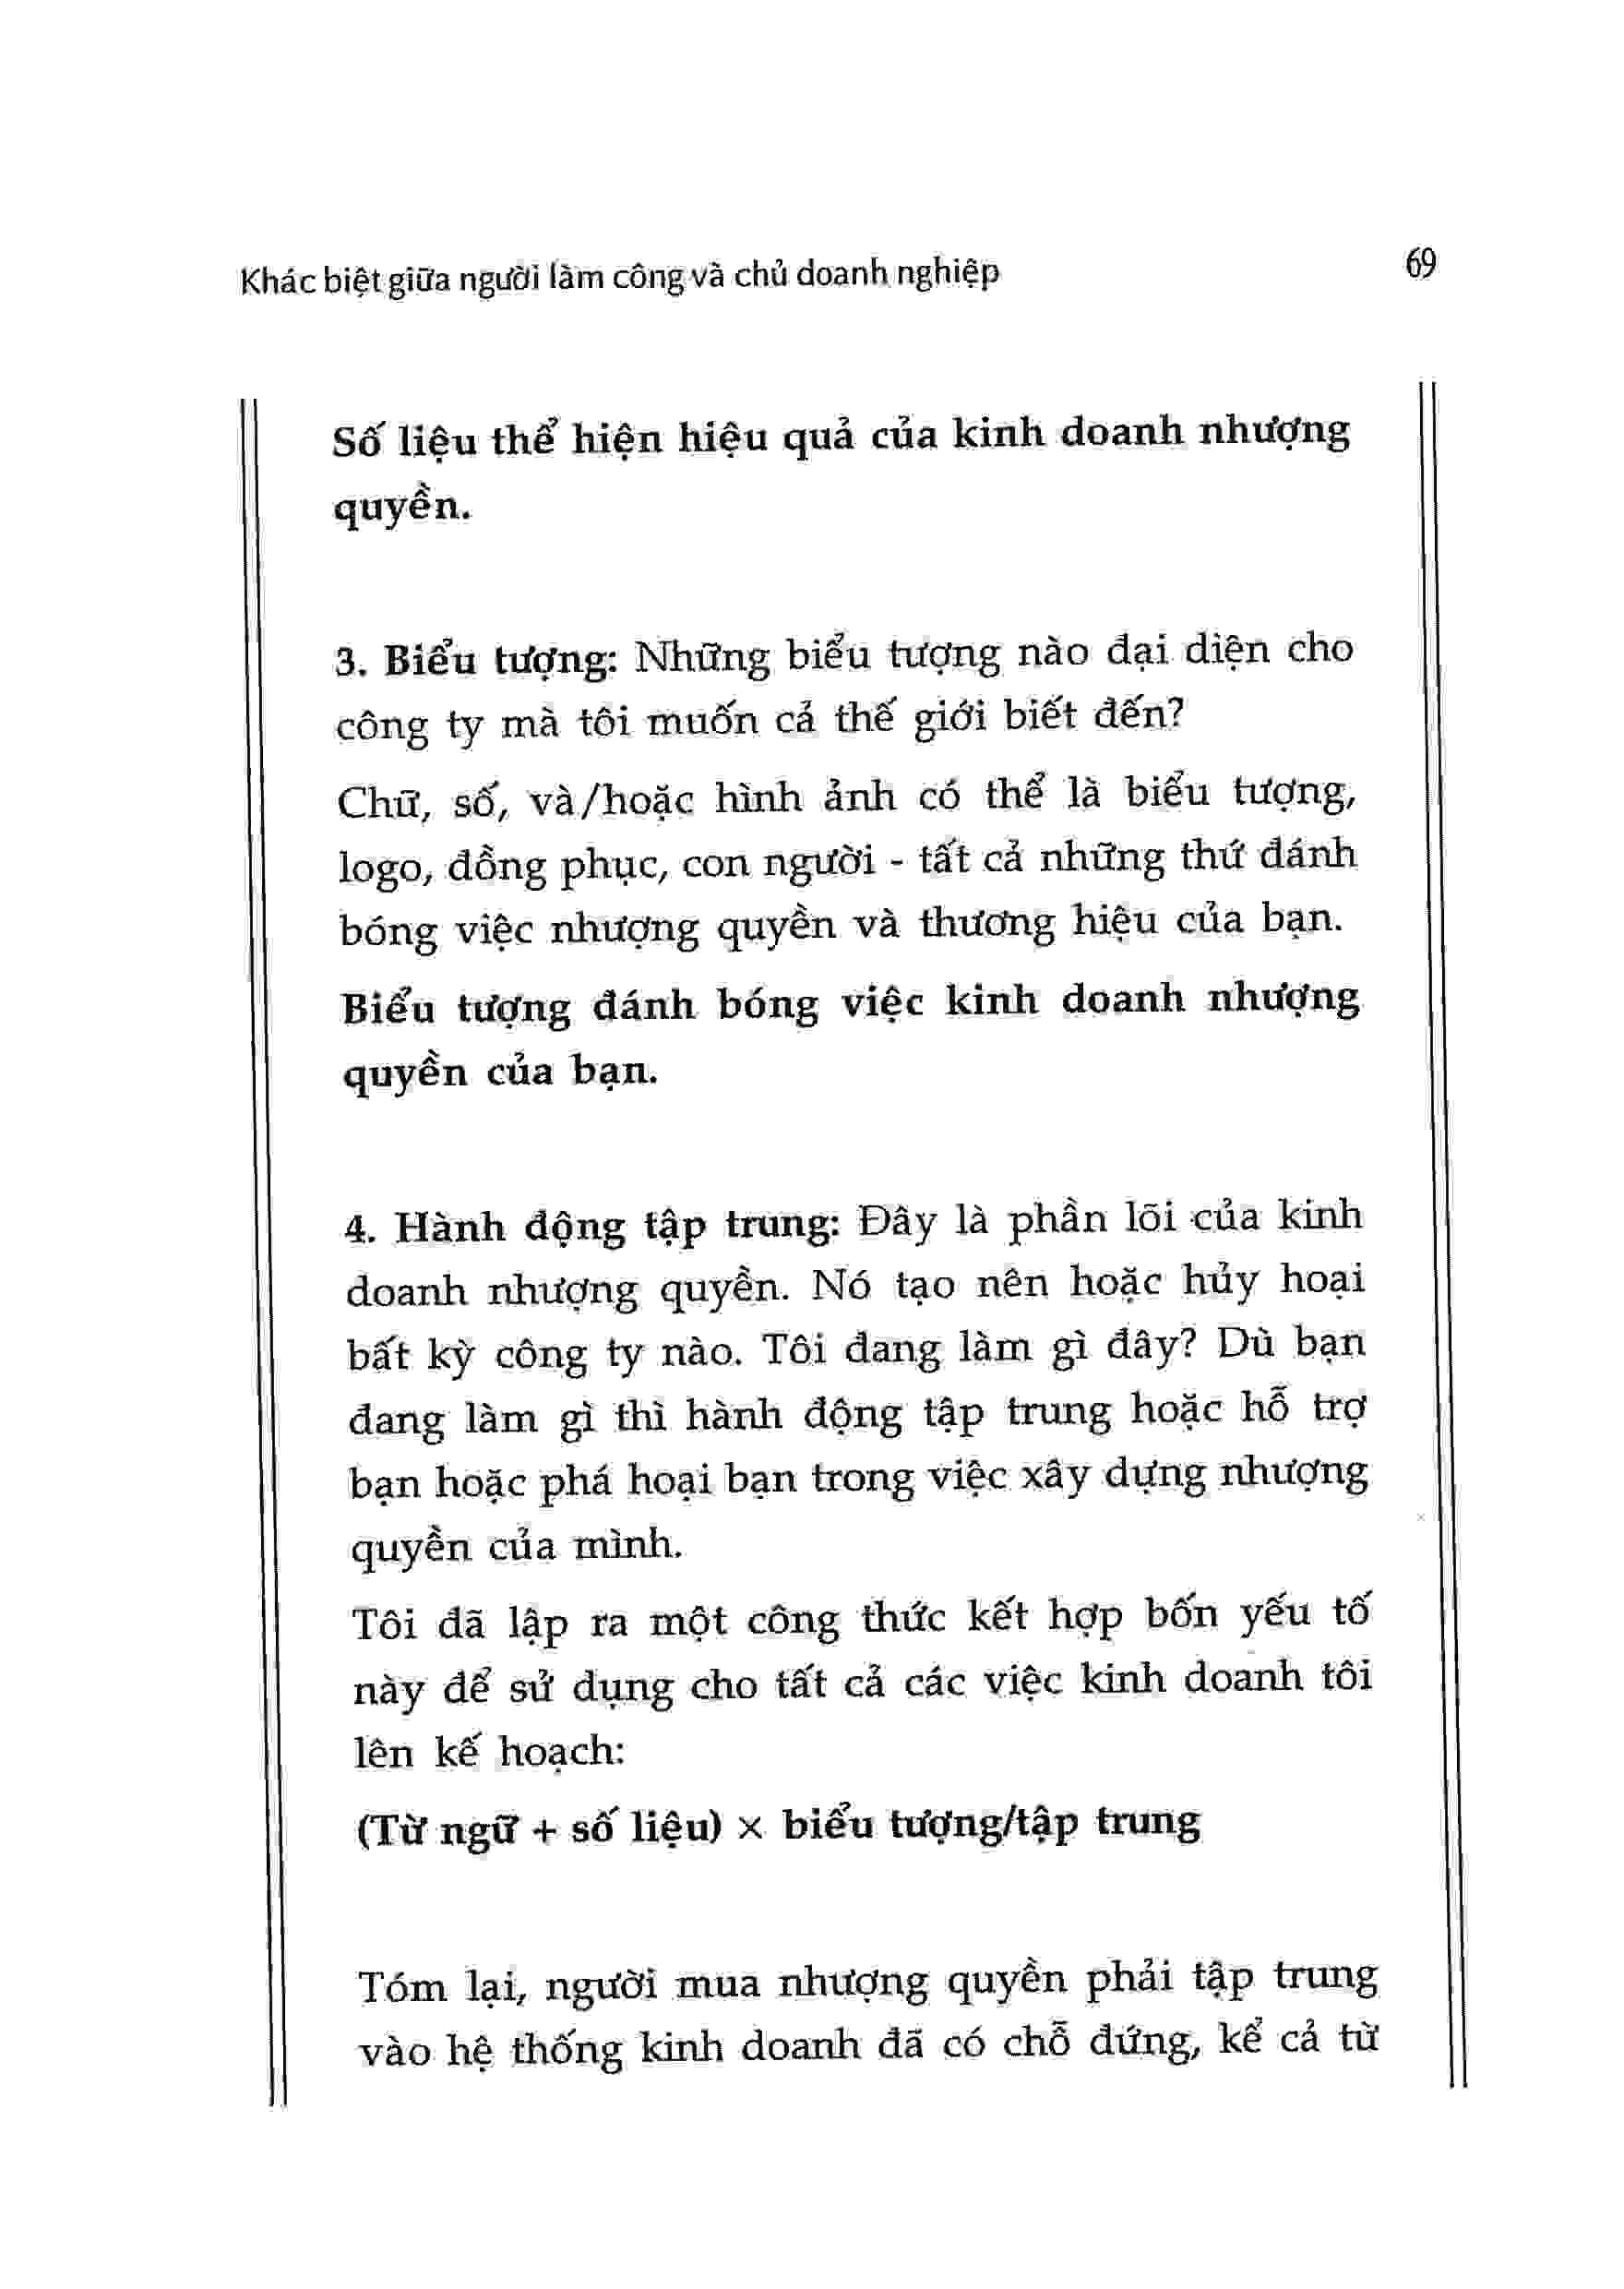 Khác biệt giữa người làm công và chủ doanh nghiệp 69
Số liệu thể hiện hiệu quả của kinh doanh nhượng
quyền.
3. Biểu tượng: Những biểu tượng nào đại diện cho
công ty mà tôi muốn cả thế giới biết đến?
Chữ, số, và/hoặc hình ảnh có thể là biểu tượng,
logo, đồng phục, con người - tất cả những thứ đánh
bóng việc nhượng quyền và thương hiệu của bạn.
Biểu tượng đánh bóng việc kinh doanh nhượng
quyền của bạn.
4. Hành động tập trung: Đây là phần lõi của kinh
doanh nhượng quyền. Nó tạo nên hoặc hủy hoại
bất kỳ công ty nào. Tôi đang làm gì đây? Dù bạn
đang làm gì thì hành động tập trung hoặc hỗ trợ
bạn hoặc phá hoại bạn trong việc xây dựng nhượng
quyền của mình.
Tôi đã lập ra một công thức kết hợp bốn yếu tố
này để sử dụng cho tất cả các việc kinh doanh tôi
lên kế hoạch:
(Từ ngữ + số liệu) × biểu tượng/tập trung
Tóm lại, người mua nhượng quyền phải tập trung
vào hệ thống kinh doanh đã có chỗ đứng, kể cả từ